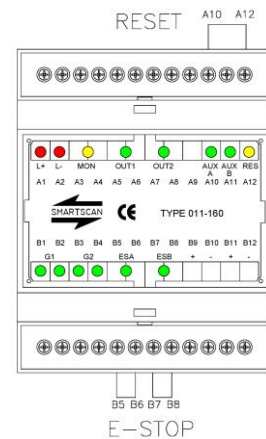 RESET A10 A12
L+ L- MON OUT1 OUT2 AUX A AUX B RES
A1 A2 A3 A4 A5 A6 A7 A8 A9 A10 A11 A12
SMARTSCAN CE TYPE 011-160
B1 B2 B3 B4 B5 B6 B7 B8 B9 B10 B11 B12
G1 G2 ESA ESB + - + -
B5 B6 B7 B8
E-STOP